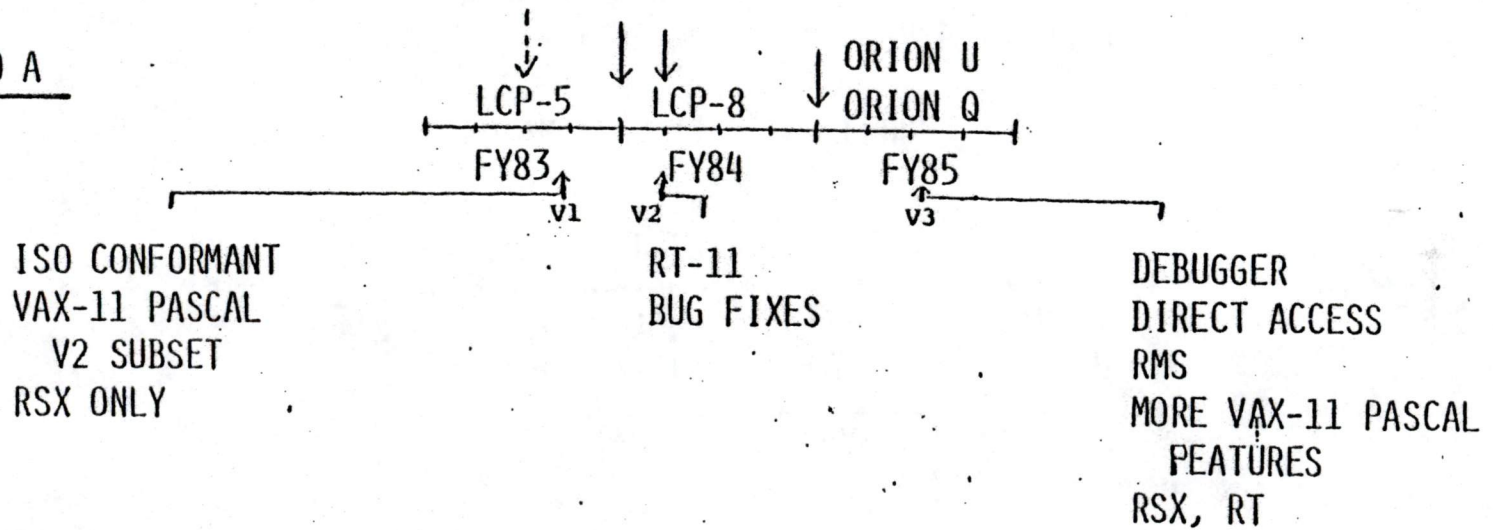 A
ORION U
LCP-5 LCP-8 ORION Q
FY83 FY84 FY85
V1 V2 V3
ISO CONFORMANT
VAX-11 PASCAL
V2 SUBSET
RSX ONLY
RT-11
BUG FIXES
DEBUGGER
DIRECT ACCESS
RMS
MORE VAX-11 PASCAL
PEATURES
RSX, RT